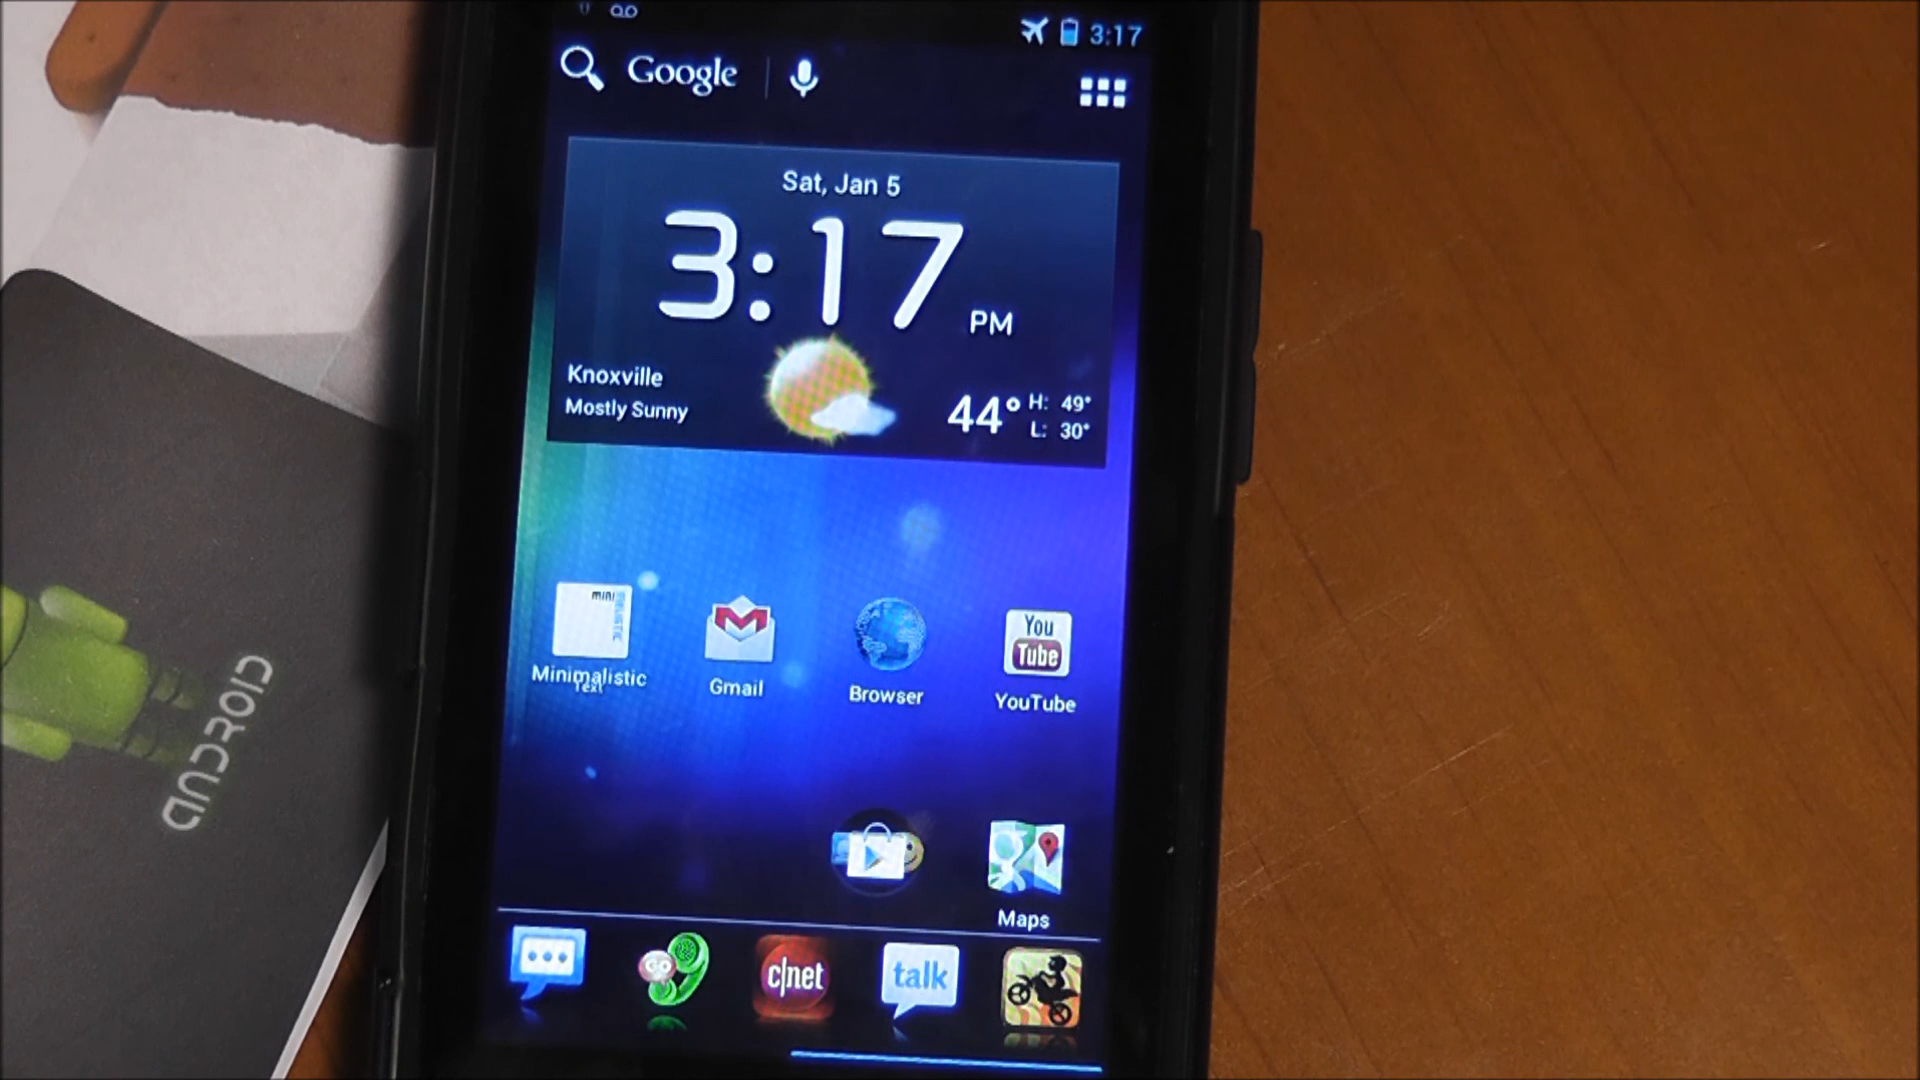 3:17
Google
Sat, Jan 5
3:17 PM
Knoxville
Mostly Sunny
44° H: 49°
L: 30°
mini
Minimalistic
Text
Gmail
Browser
You
Tube
YouTube
Maps
GO
c|net
talk
ANDROID